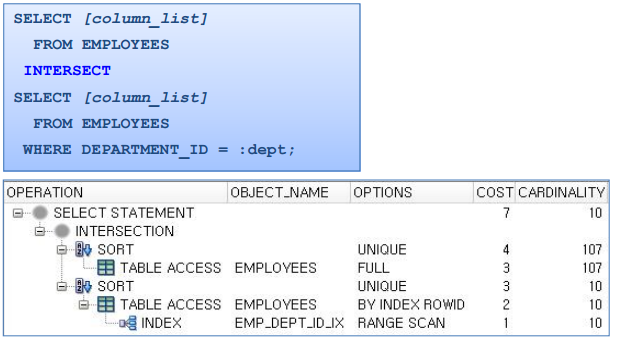 SELECT [column_list]
FROM EMPLOYEES
INTERSECT
SELECT [column_list]
FROM EMPLOYEES
WHERE DEPARTMENT_ID = :dept;
OPERATION OBJECT_NAME OPTIONS COST CARDINALITY
SELECT STATEMENT 7 10
INTERSECTION
SORT UNIQUE 4 107
TABLE ACCESS EMPLOYEES FULL 3 107
SORT UNIQUE 3 10
TABLE ACCESS EMPLOYEES BY INDEX ROWID 2 10
INDEX EMP_DEPT_ID_IX RANGE SCAN 1 10